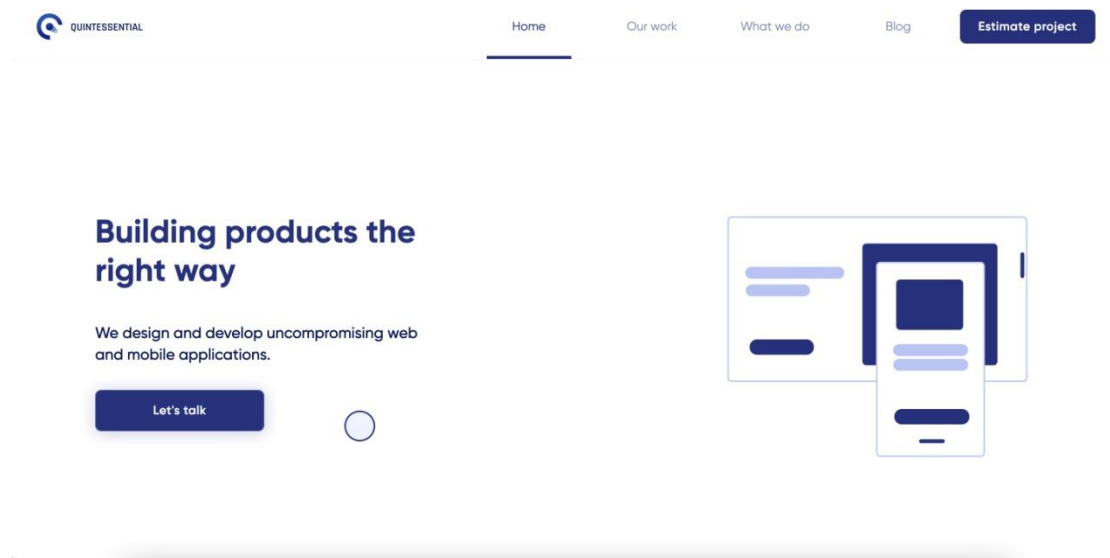 QUINTESSENTIAL
Home
Our work
What we do
Blog
Estimate project
Building products the
right way
We design and develop uncompromising web
and mobile applications.
Let's talk